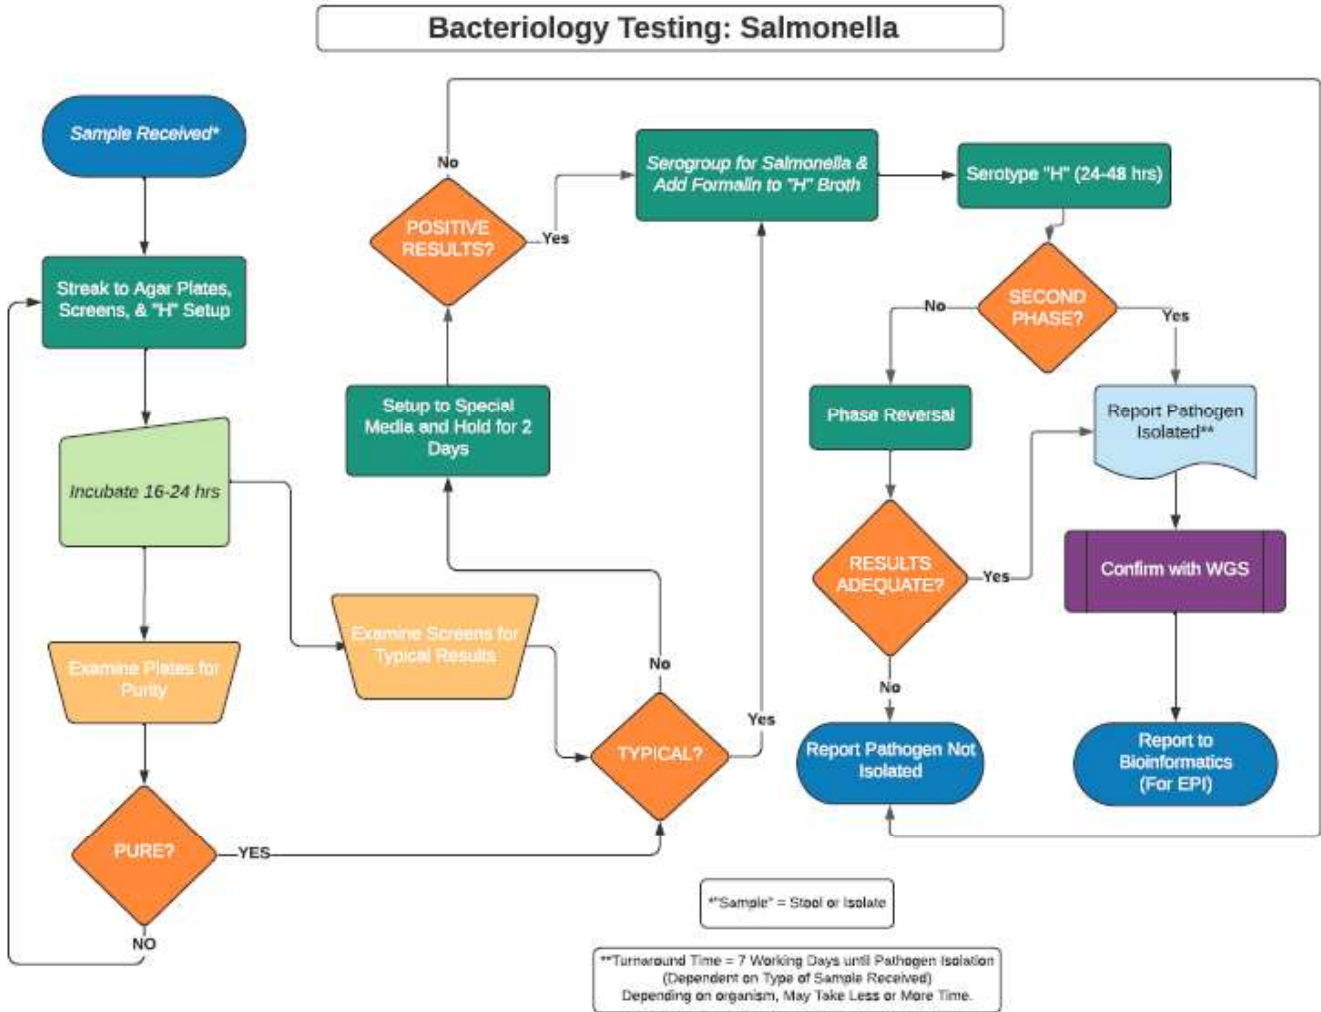 Bacteriology Testing: Salmonella
Sample Received*
Streak to Agar Plates,
Screens, & "H" Setup
Incubate 16-24 hrs
Examine Plates for
Purity
PURE?
YES
NO
Examine Screens for
Typical Results
TYPICAL?
No
Yes
Setup to Special
Media and Hold for 2
Days
POSITIVE
RESULTS?
No
Yes
Serogroup for Salmonella &
Add Formalin to "H" Broth
Serotype "H" (24-48 hrs)
SECOND
PHASE?
No
Yes
Phase Reversal
RESULTS
ADEQUATE?
Yes
No
Report Pathogen Not
Isolated
Report Pathogen
Isolated**
Confirm with WGS
Report to
Bioinformatics
(For EPI)
*"Sample" = Stool or Isolate
**Turnaround Time = 7 Working Days until Pathogen Isolation
(Dependent on Type of Sample Received)
Depending on organism, May Take Less or More Time.